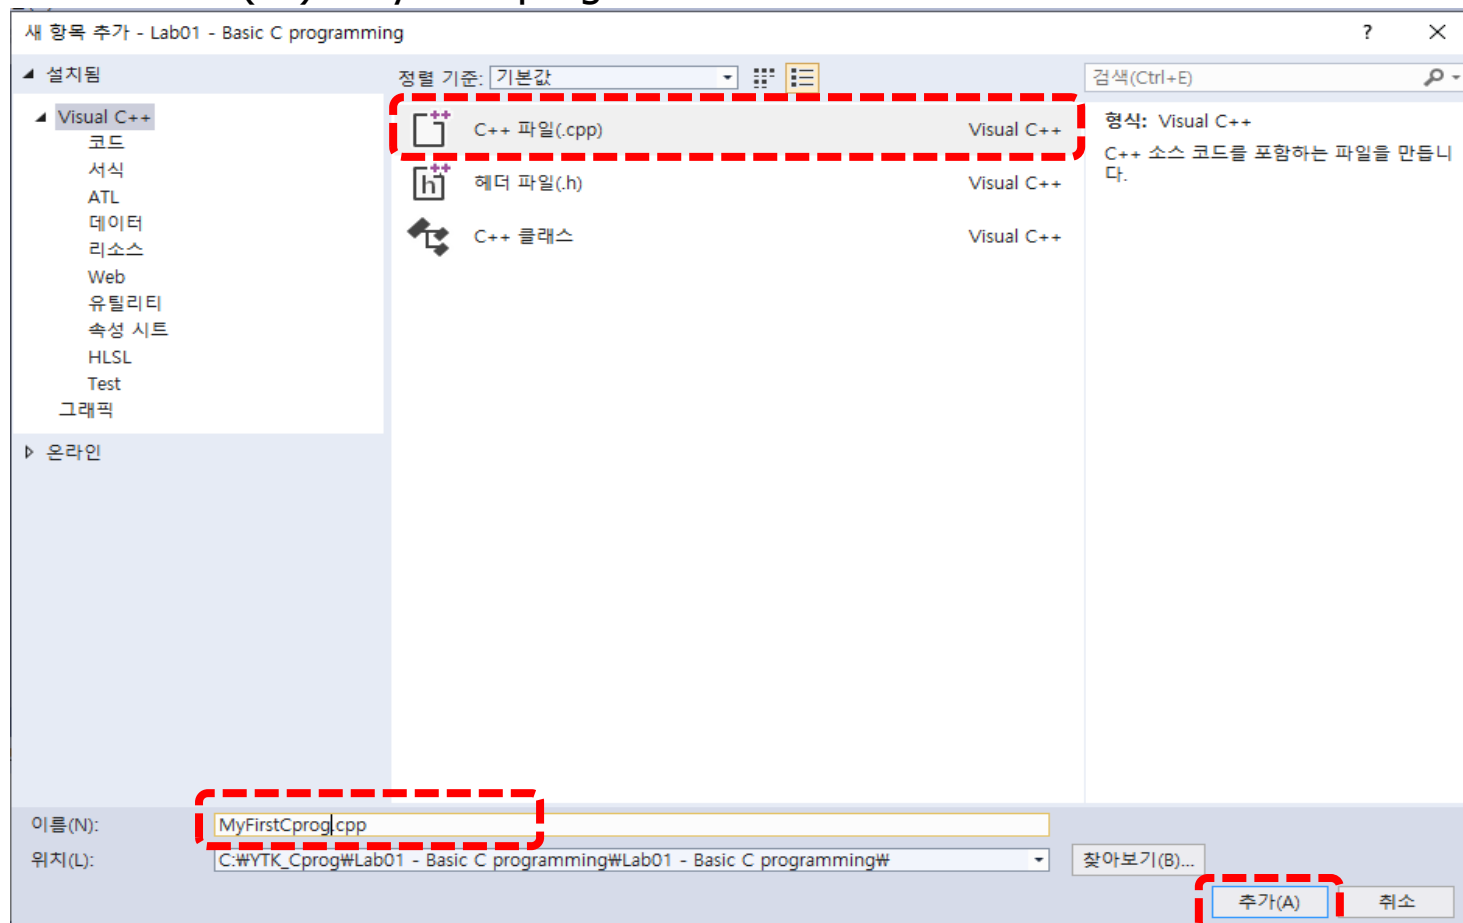 새 항목 추가 - Lab01 - Basic C programming ? ×
설치됨
정렬 기준: 기본값
검색(Ctrl+E)
Visual C++
코드
서식
ATL
데이터
리소스
Web
유틸리티
속성 시트
HLSL
Test
그래픽
온라인
C++ 파일(.cpp) Visual C++
헤더 파일(.h) Visual C++
C++ 클래스 Visual C++
형식: Visual C++
C++ 소스 코드를 포함하는 파일을 만듭니
다.
이름(N): MyFirstCprog.cpp
위치(L): C:₩YTK_Cprog₩Lab01 - Basic C programming₩Lab01 - Basic C programming₩ 찾아보기(B)...
추가(A) 취소